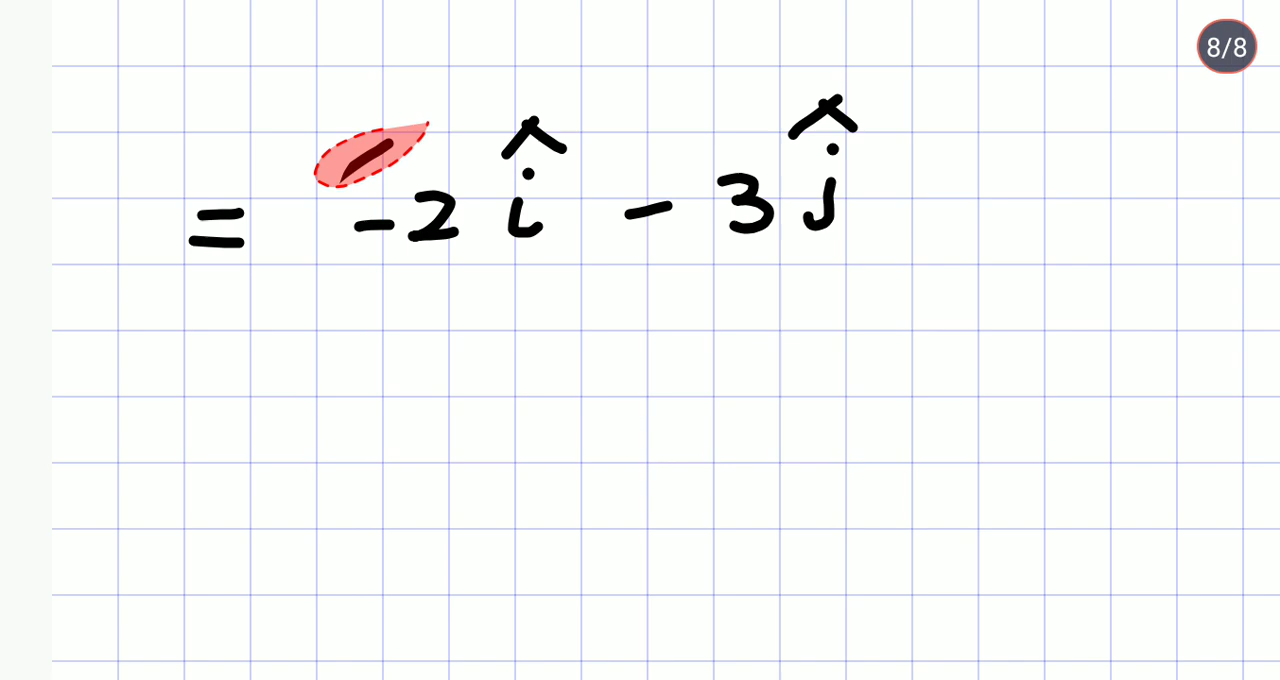 8/8
= -2 î - 3 ĵ